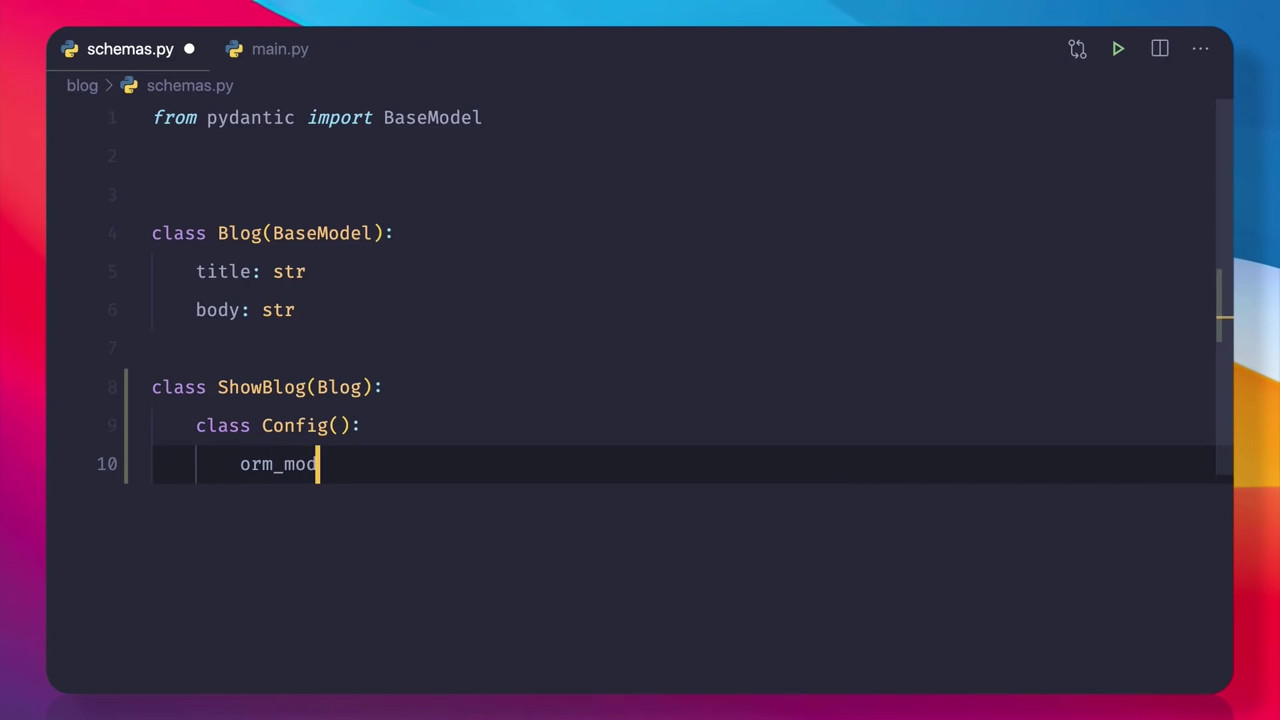 schemas.py main.py
blog schemas.py
1 from pydantic import BaseModel
2
3
4 class Blog(BaseModel):
5 title: str
6 body: str
7
8 class ShowBlog(Blog):
9 class Config():
10 orm_mod